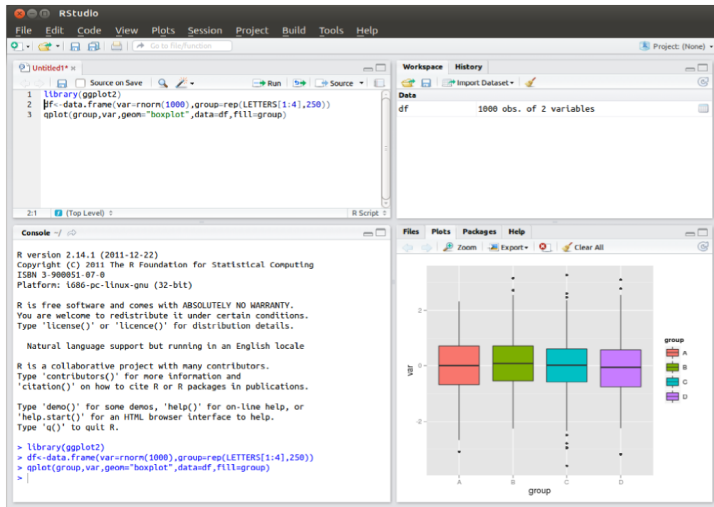 RStudio
File Edit Code View Plots Session Project Build Tools Help
Go to file/function Project: (None)
Untitled1*
Source on Save Run Source
1 library(ggplot2)
2 df<-data.frame(var=rnorm(1000),group=rep(LETTERS[1:4],250))
3 qplot(group,var,geom="boxplot",data=df,fill=group)
2:1 (Top Level) R Script
Workspace History
Import Dataset
Data
df 1000 obs. of 2 variables
Console ~/
R version 2.14.1 (2011-12-22)
Copyright (C) 2011 The R Foundation for Statistical Computing
ISBN 3-900051-07-0
Platform: i686-pc-linux-gnu (32-bit)
R is free software and comes with ABSOLUTELY NO WARRANTY.
You are welcome to redistribute it under certain conditions.
Type 'license()' or 'licence()' for distribution details.
Natural language support but running in an English locale
R is a collaborative project with many contributors.
Type 'contributors()' for more information and
'citation()' on how to cite R or R packages in publications.
Type 'demo()' for some demos, 'help()' for on-line help, or
'help.start()' for an HTML browser interface to help.
Type 'q()' to quit R.
> library(ggplot2)
> df<-data.frame(var=rnorm(1000),group=rep(LETTERS[1:4],250))
> qplot(group,var,geom="boxplot",data=df,fill=group)
>
Files Plots Packages Help
Zoom Export Clear All
2
0
-2
var
A B C D
group
group
A
B
C
D